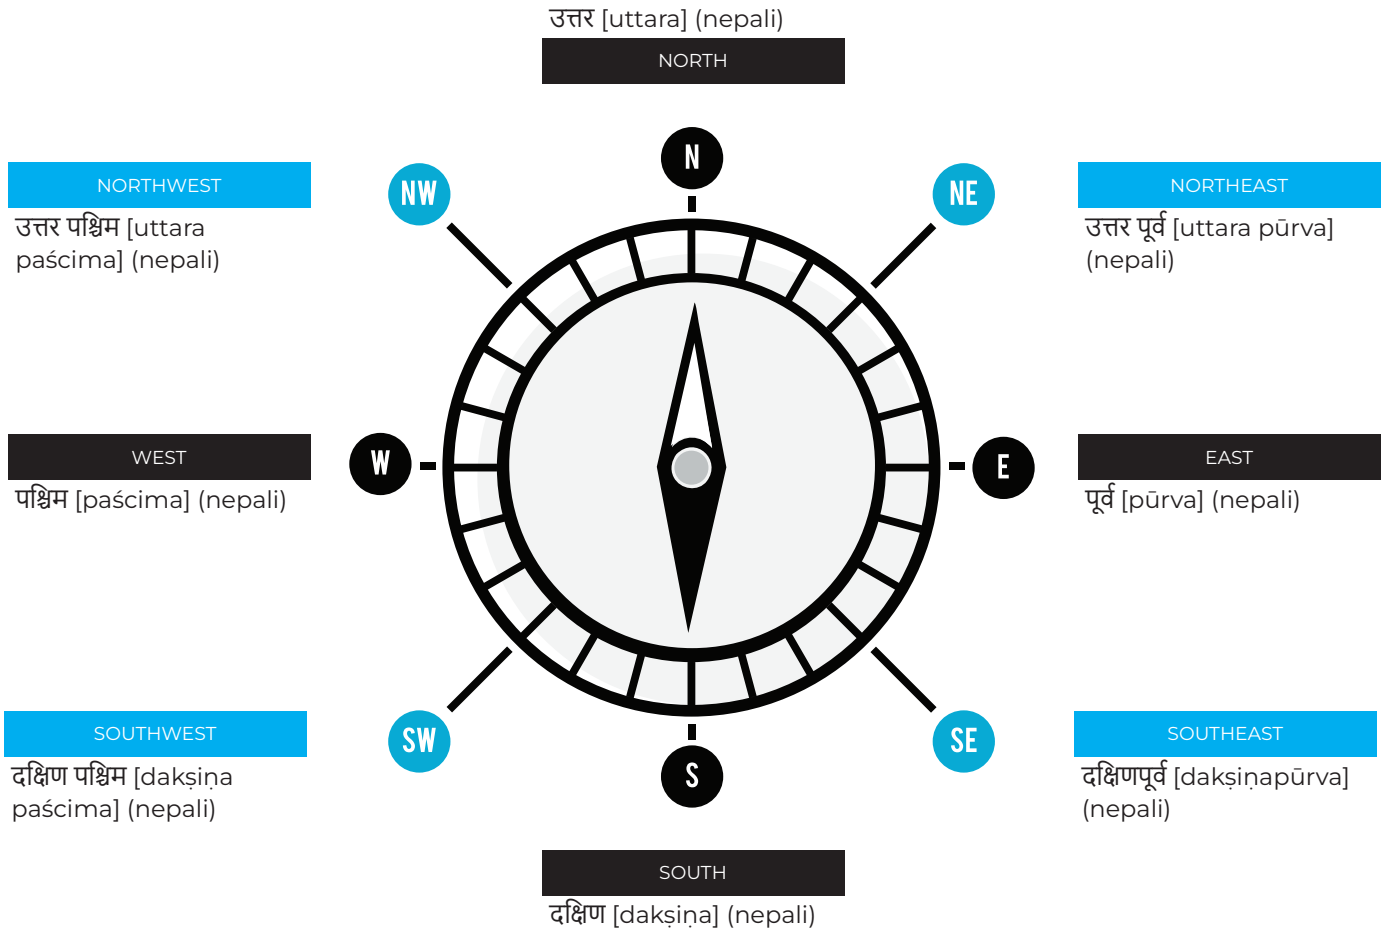 उत्तर [uttara] (nepali)
NORTH
N
NORTHWEST
NW
NE
NORTHEAST
उत्तर पश्चिम [uttara
paścima] (nepali)
उत्तर पूर्व [uttara pūrva]
(nepali)
WEST
W
E
EAST
पश्चिम [paścima] (nepali)
पूर्व [pūrva] (nepali)
SOUTHWEST
SW
SE
SOUTHEAST
दक्षिण पश्चिम [dakṣiṇa
paścima] (nepali)
S
दक्षिणपूर्व [dakṣiṇapūrva]
(nepali)
SOUTH
दक्षिण [dakṣiṇa] (nepali)